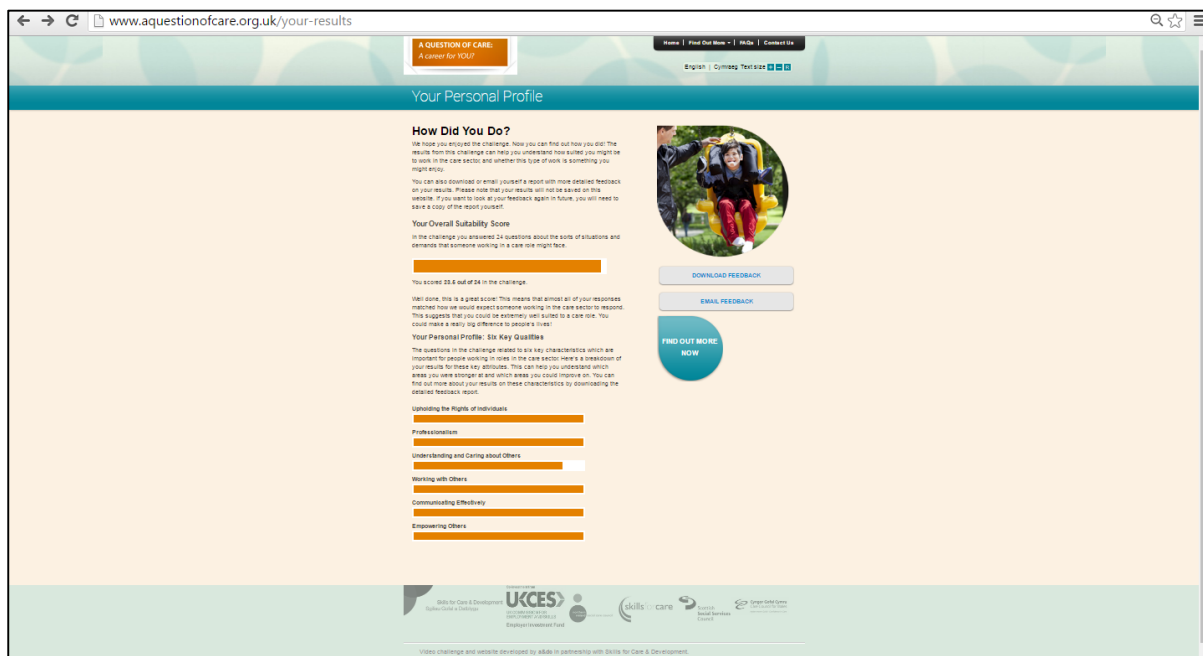 www.aquestionofcare.org.uk/your-results
A QUESTION OF CARE:
A career for YOU?
Home | Find Out More | FAQs | Contact Us
English | Cymraeg Text size + − R
Your Personal Profile
How Did You Do?
We hope you enjoyed the challenge. Now you can find out how you did! The
results from this challenge can help you understand how suited you might be
to work in the care sector and whether this type of work is something you
might enjoy.
You can also download or email yourself a report with more detailed feedback
on your results. Please note that your results will not be saved on this
website. If you want to look at your feedback again in future, you will need to
save a copy of the report yourself.
Your Overall Suitability Score
In the challenge you answered 24 questions about the sorts of situations and
demands that someone working in a care role might face.
You scored 23.5 out of 24 in the challenge.
Well done, this is a great score! This means that almost all of your responses
matched how we would expect someone working in the care sector to respond.
This suggests that you could be extremely well suited to a care role. You
could make a really big difference to people's lives!
Your Personal Profile: Six Key Qualities
The questions in the challenge related to six key characteristics which are
important for people working in roles in the care sector. Here's a breakdown of
your results for these key attributes. This can help you understand which
areas you were stronger at and which areas you could improve on. You can
find out more about your results on these characteristics by downloading the
detailed feedback report.
Upholding the Rights of Individuals
Professionalism
Understanding and Caring about Others
Working with Others
Communicating Effectively
Empowering Others
DOWNLOAD FEEDBACK
EMAIL FEEDBACK
FIND OUT MORE
NOW
Skills for Care & Development
UKCES
Employer Investment Fund
skillsforcare
Scottish
Social Services
Council
Cyngor Gofal Cymru
Video challenge and website developed by a&dc in partnership with Skills for Care & Development.